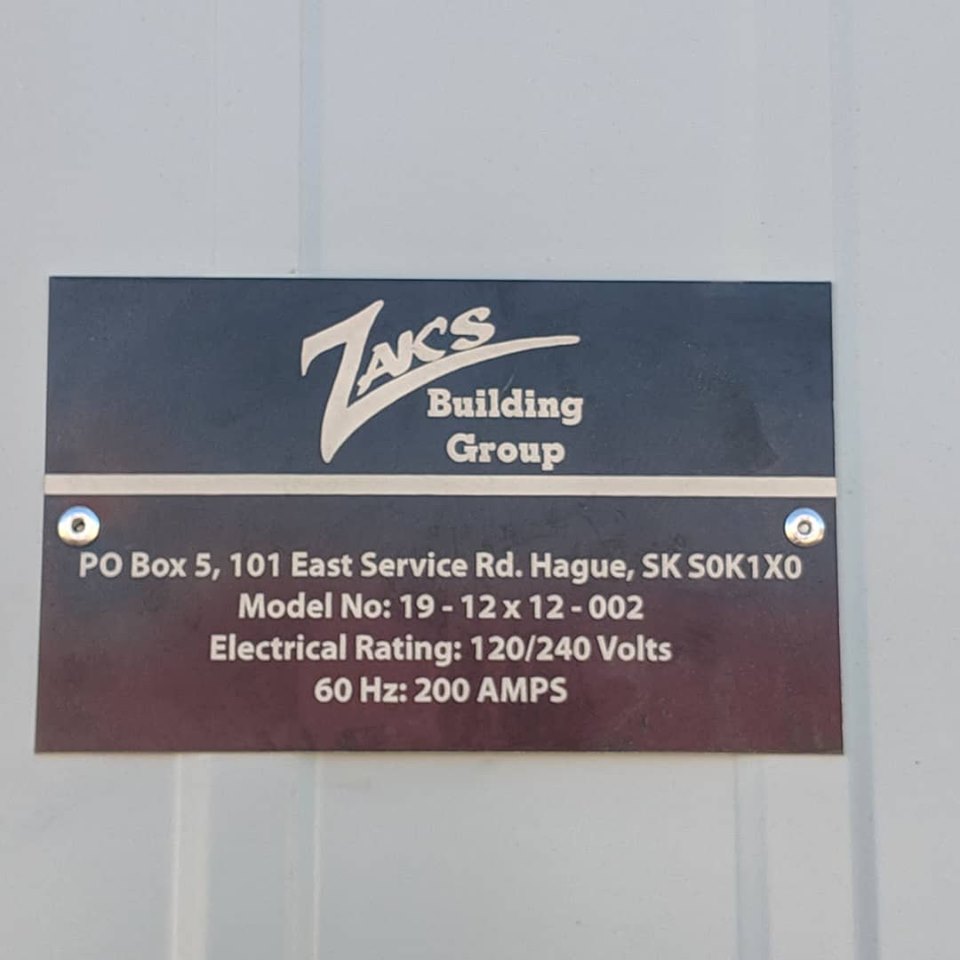 ZAK'S
Building
Group
PO Box 5, 101 East Service Rd. Hague, SK S0K1X0
Model No: 19 - 12 x 12 - 002
Electrical Rating: 120/240 Volts
60 Hz: 200 AMPS